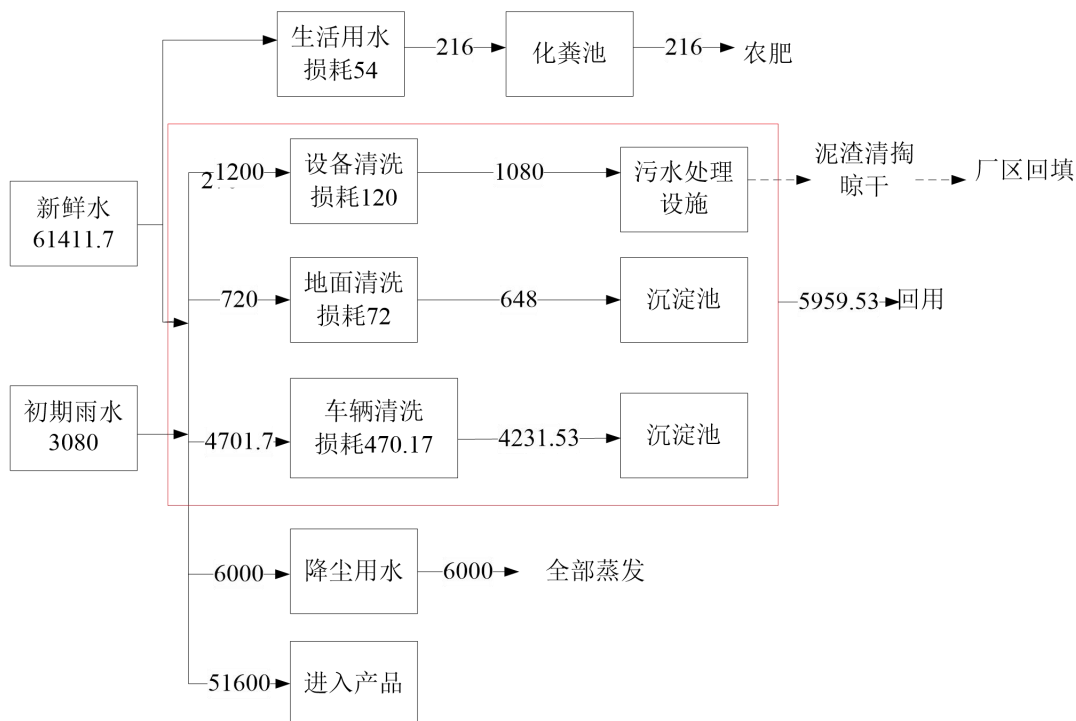 生活用水
损耗54
216
化粪池
216
农肥
新鲜水
61411.7
1200
设备清洗
损耗120
1080
污水处理
设施
泥渣清掏
晾干
厂区回填
720
地面清洗
损耗72
648
沉淀池
5959.53
回用
初期雨水
3080
4701.7
车辆清洗
损耗470.17
4231.53
沉淀池
6000
降尘用水
6000
全部蒸发
51600
进入产品